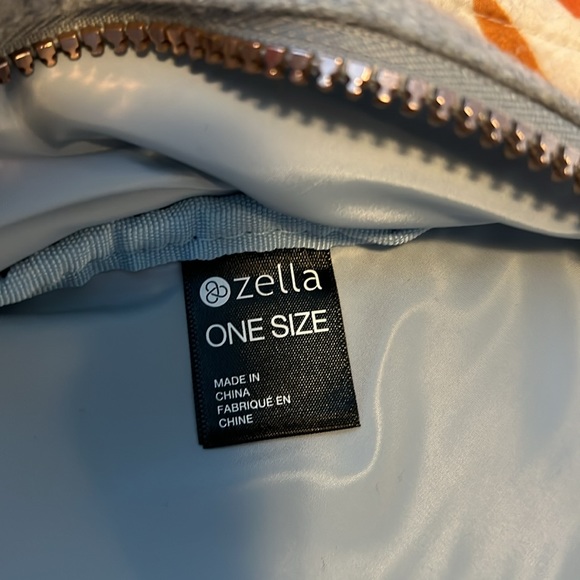 zella
ONE SIZE
MADE IN
CHINA
FABRIQUÉ EN
CHINE